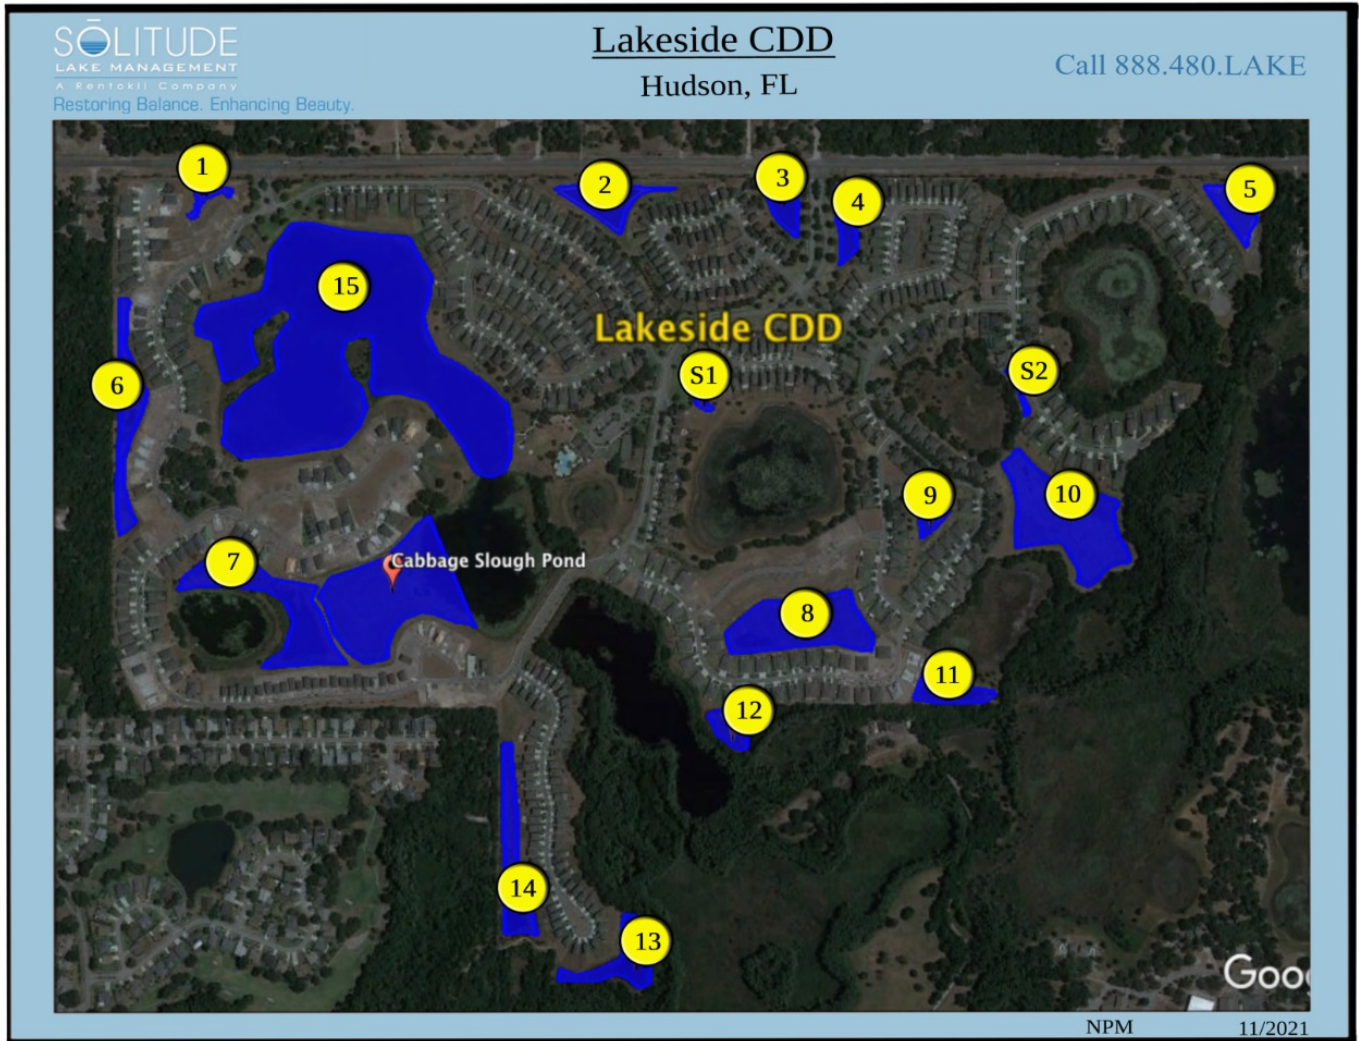 SŌLITUDE
LAKE MANAGEMENT
A Rentokil Company
Restoring Balance. Enhancing Beauty.
Lakeside CDD
Hudson, FL
Call 888.480.LAKE
1
2
3
4
5
15
Lakeside CDD
6
S1
S2
9
10
7
Cabbage Slough Pond
8
11
12
14
13
Goo
NPM
11/2021